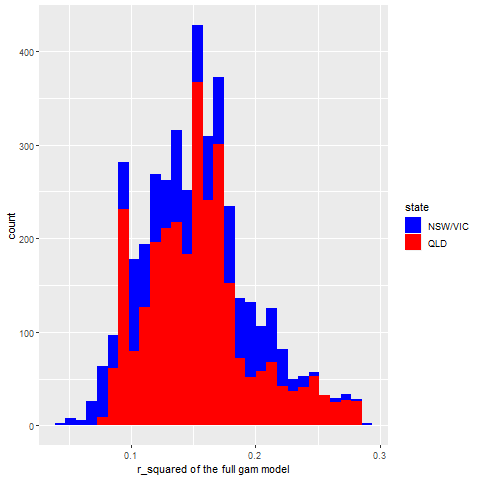 400
300
200
100
0
count
0.1 0.2 0.3
r_squared of the full gam model
state
NSW/VIC
QLD